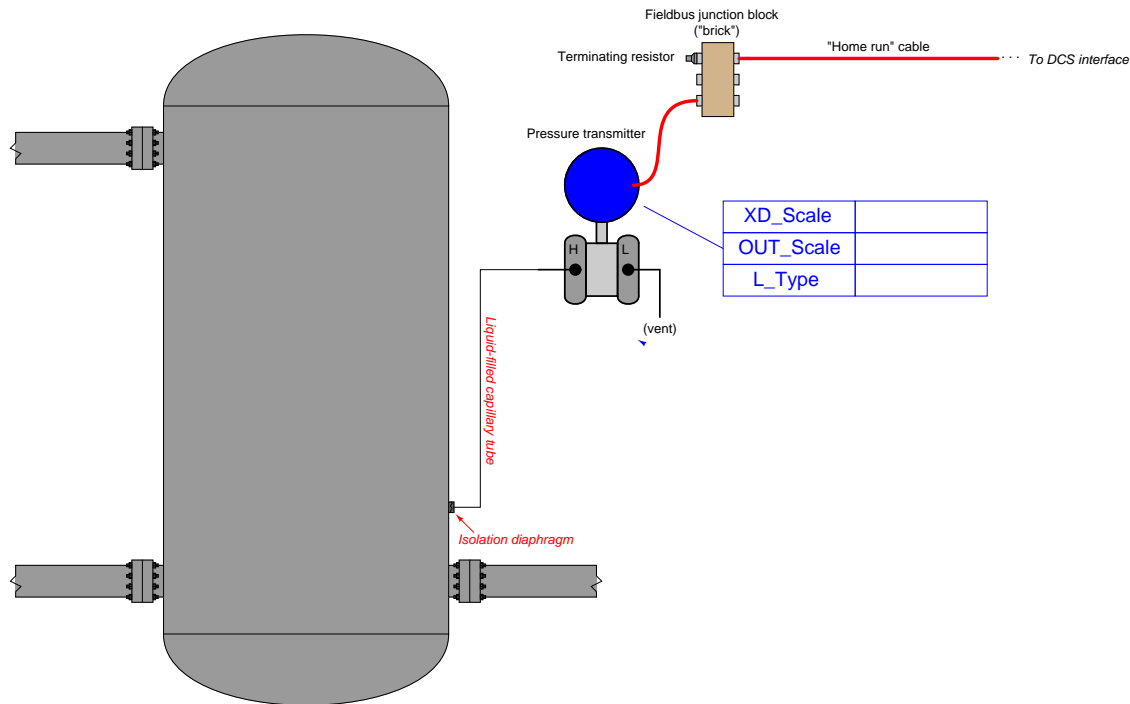 Fieldbus junction block
("brick")
Terminating resistor
"Home run" cable
· · · To DCS interface
Pressure transmitter
XD_Scale
OUT_Scale
L_Type
H
L
(vent)
Liquid-filled capillary tube
Isolation diaphragm